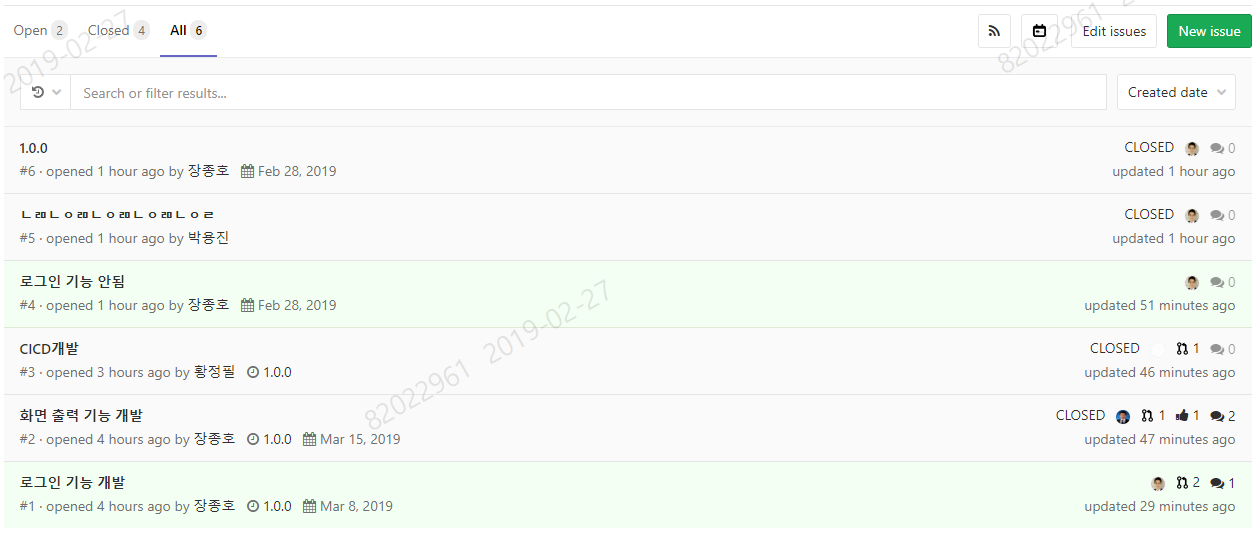 Open 2 Closed 4 All 6 Edit issues New issue
Search or filter results... Created date
1.0.0 CLOSED 0
#6 · opened 1 hour ago by 장종호 Feb 28, 2019 updated 1 hour ago
ㄴㄻㄴㅇㄻㄴㅇㄻㄴㅇㄻㄴㅇㄹ CLOSED 0
#5 · opened 1 hour ago by 박용진 updated 1 hour ago
로그인 기능 안됨 0
#4 · opened 1 hour ago by 장종호 Feb 28, 2019 updated 51 minutes ago
CICD개발 CLOSED 1 0
#3 · opened 3 hours ago by 황정필 1.0.0 updated 46 minutes ago
화면 출력 기능 개발 CLOSED 1 1 2
#2 · opened 4 hours ago by 장종호 1.0.0 Mar 15, 2019 updated 47 minutes ago
로그인 기능 개발 2 1
#1 · opened 4 hours ago by 장종호 1.0.0 Mar 8, 2019 updated 29 minutes ago
2019-02-27
82022961
82022961 2019-02-27